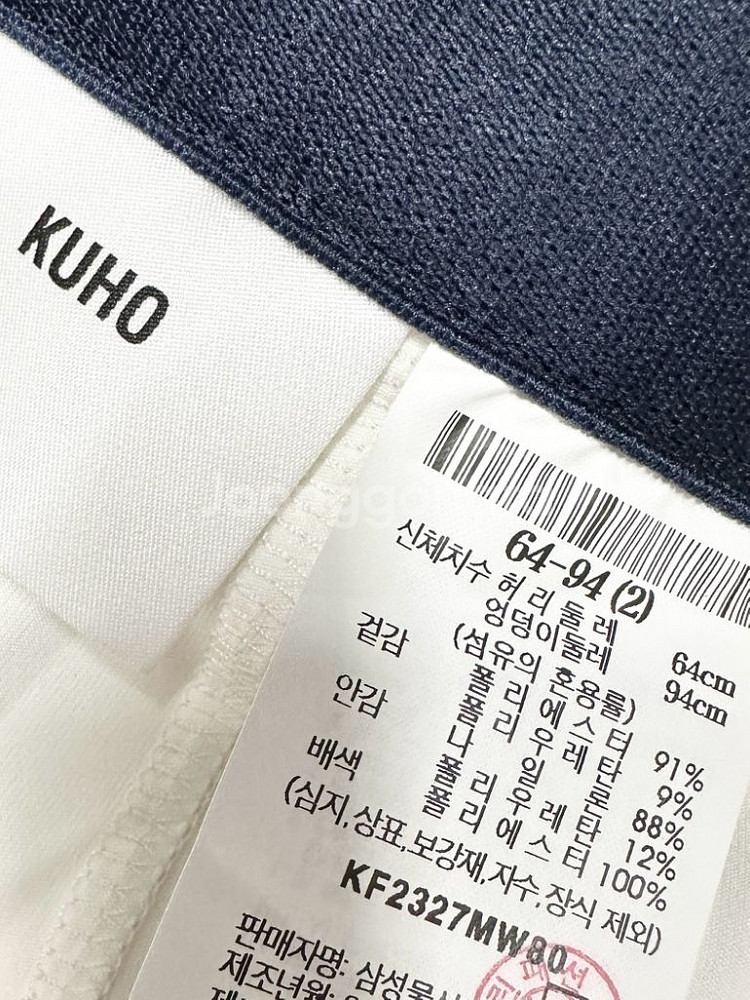 KUHO
64-94 (2)
신체치수 허리둘레 64cm
엉덩이둘레 94cm
(섬유의 혼용률)
겉감 폴리에스터 91%
폴리우레탄 9%
안감 나일론 88%
폴리우레탄 12%
배색 폴리에스터 100%
(심지,상표,보강재,자수,장식 제외)
KF2327MW80
판매자명: 삼성물
제조년월:
패션